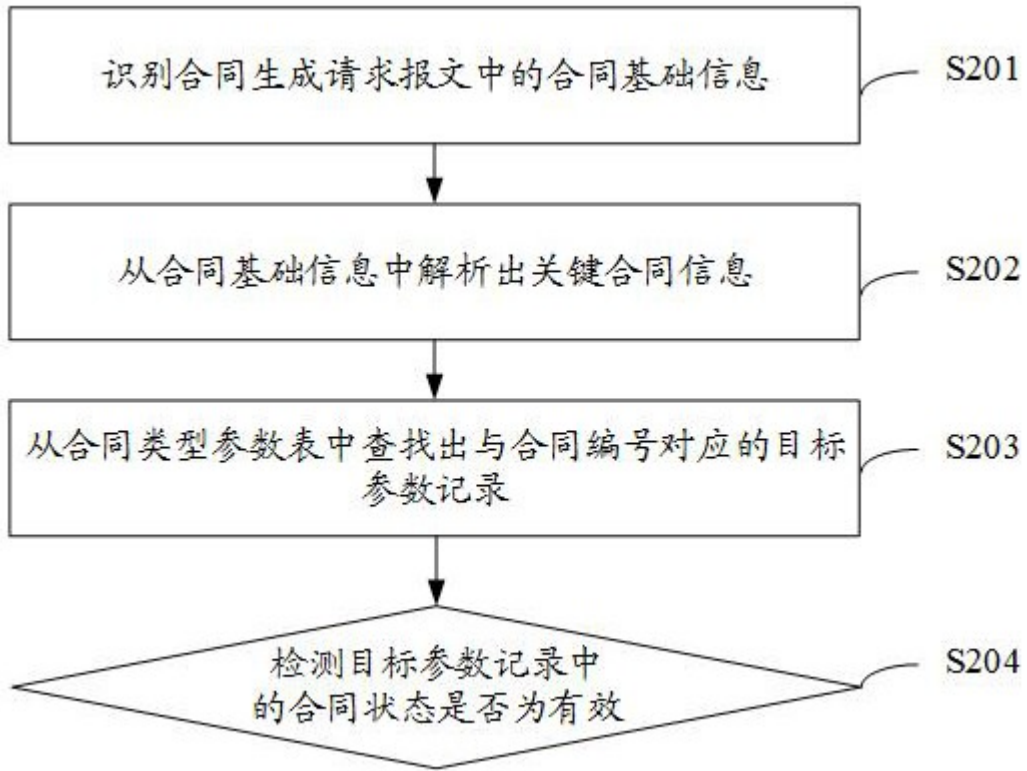 识别合同生成请求报文中的合同基础信息
S201
从合同基础信息中解析出关键合同信息
S202
从合同类型参数表中查找出与合同编号对应的目标
参数记录
S203
检测目标参数记录中
的合同状态是否为有效
S204